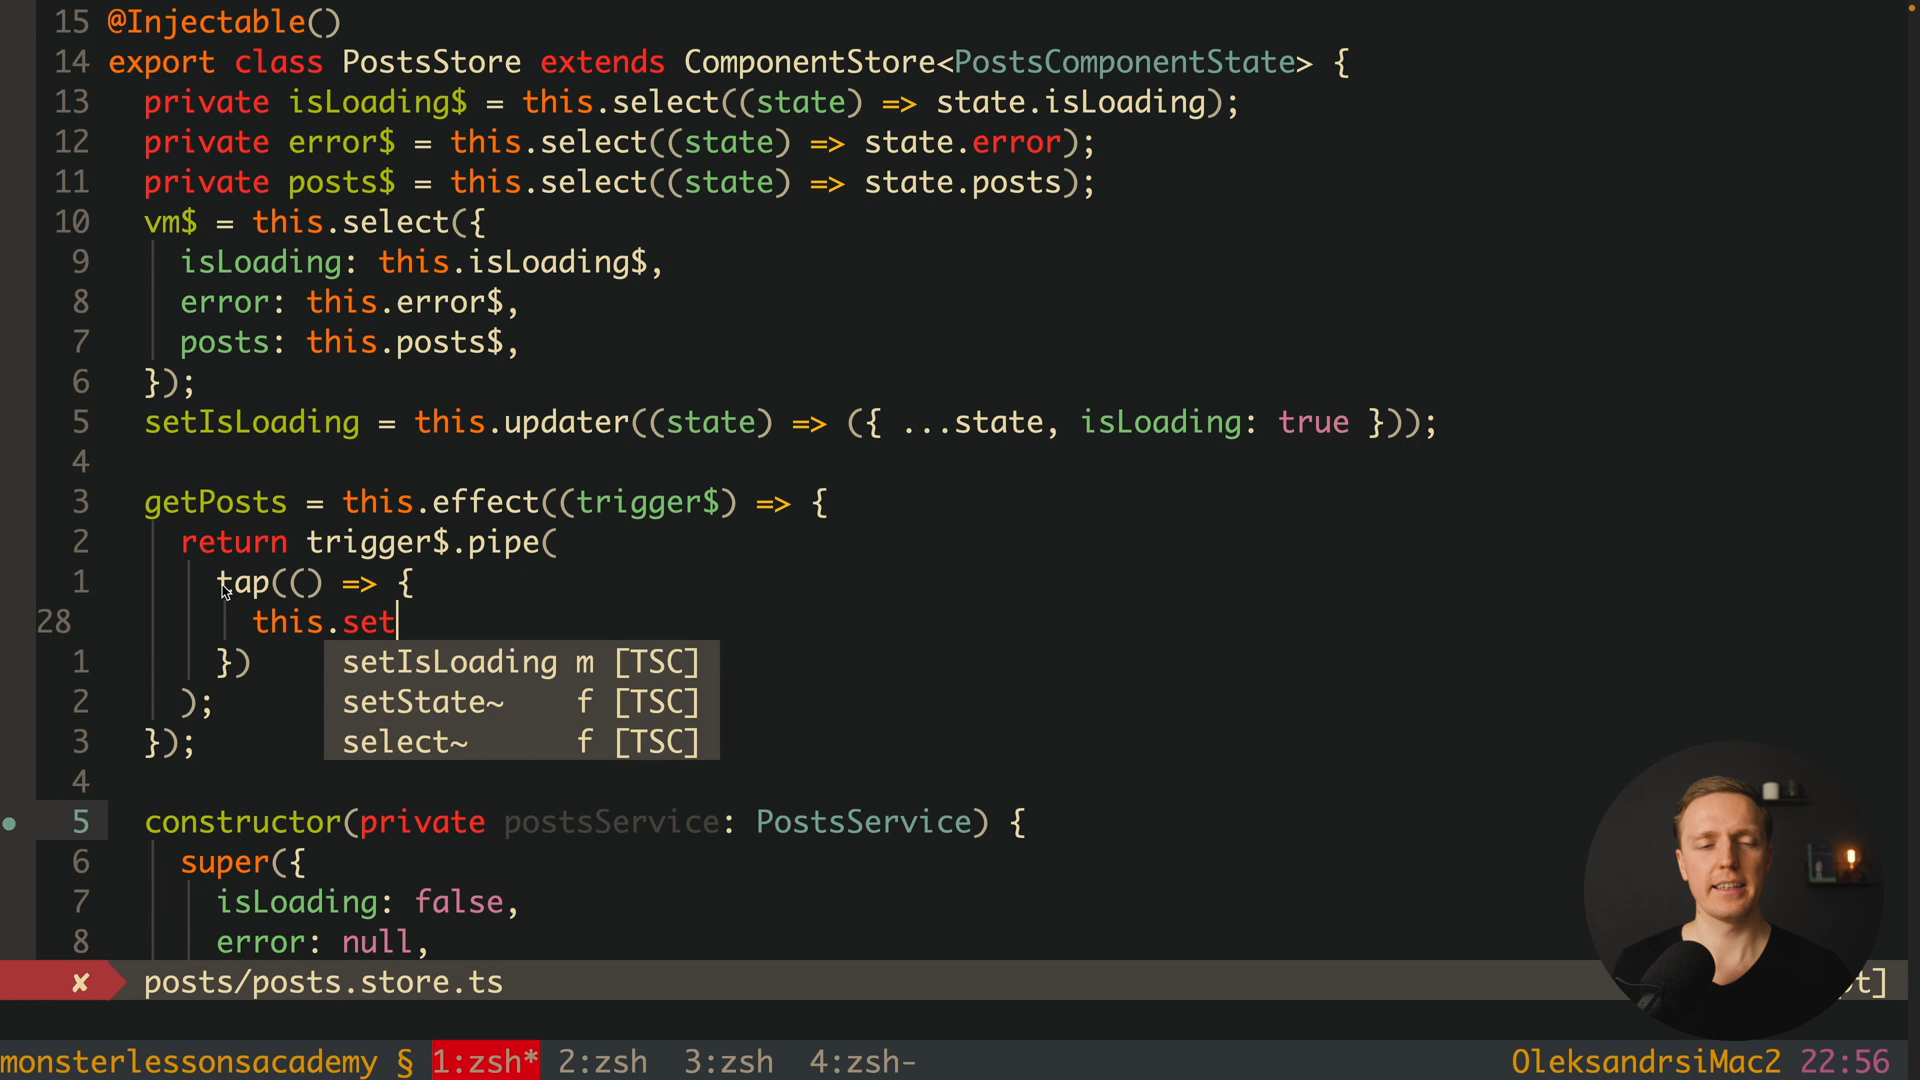 15 @Injectable()
14 export class PostsStore extends ComponentStore<PostsComponentState> {
13 private isLoading$ = this.select((state) => state.isLoading);
12 private error$ = this.select((state) => state.error);
11 private posts$ = this.select((state) => state.posts);
10 vm$ = this.select({
9 isLoading: this.isLoading$,
8 error: this.error$,
7 posts: this.posts$,
6 });
5 setIsLoading = this.updater((state) => ({ ...state, isLoading: true }));
4
3 getPosts = this.effect((trigger$) => {
2 return trigger$.pipe(
1 tap(() => {
28 this.set
1 }) setIsLoading m [TSC]
2 ); setState~ f [TSC]
3 }); select~ f [TSC]
4
5 constructor(private postsService: PostsService) {
6 super({
7 isLoading: false,
8 error: null,
✘ posts/posts.store.ts t]
monsterlessonsacademy § 1:zsh* 2:zsh 3:zsh 4:zsh- OleksandrsiMac2 22:56